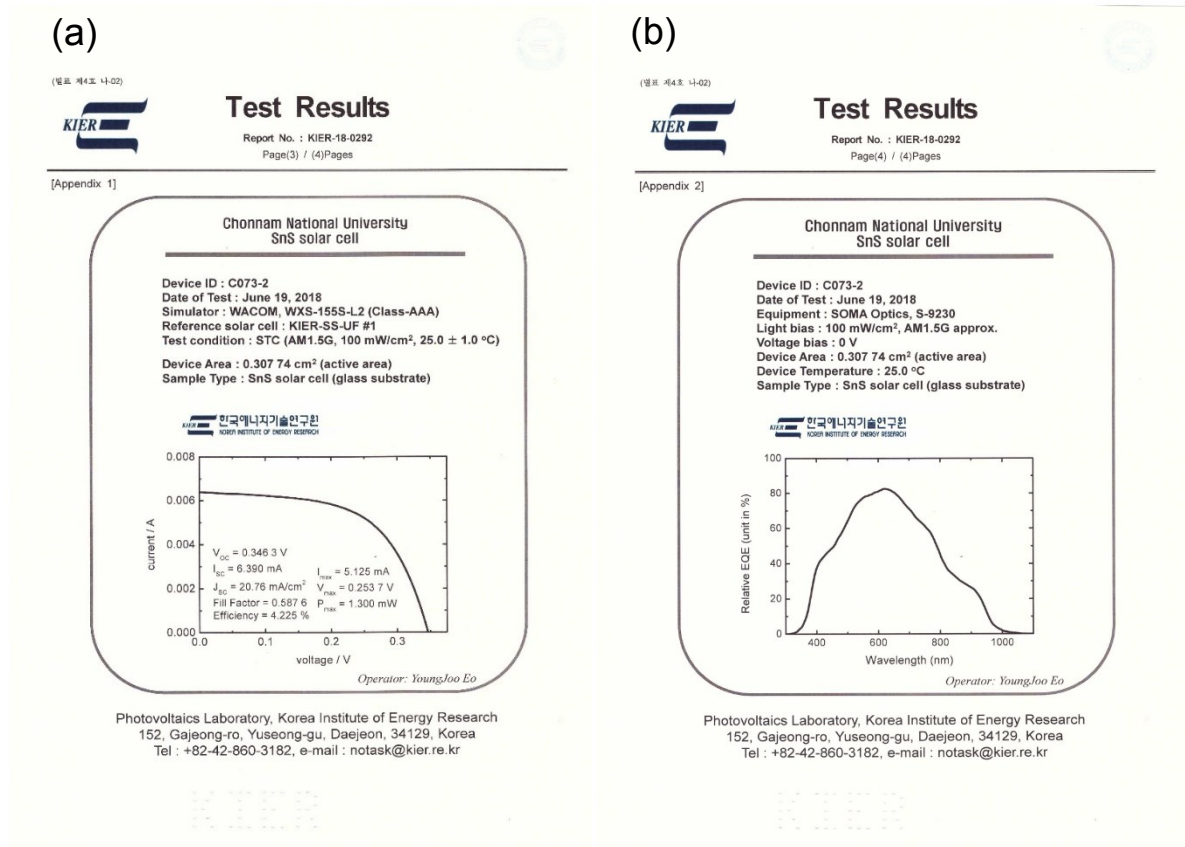 (a)
(별표 제4호 나-02)
KIER
Test Results
Report No. : KIER-18-0292
Page(3) / (4)Pages
[Appendix 1]
Chonnam National University
SnS solar cell
Device ID : C073-2
Date of Test : June 19, 2018
Simulator : WACOM, WXS-155S-L2 (Class-AAA)
Reference solar cell : KIER-SS-UF #1
Test condition : STC (AM1.5G, 100 mW/cm², 25.0 ± 1.0 ºC)
Device Area : 0.307 74 cm² (active area)
Sample Type : SnS solar cell (glass substrate)
KIER 한국에너지기술연구원
KOREA INSTITUTE OF ENERGY RESEARCH
0.008
0.006
0.004
0.002
0.000
current / A
V_OC = 0.346 3 V
I_SC = 6.390 mA I_max = 5.125 mA
J_SC = 20.76 mA/cm² V_max = 0.253 7 V
Fill Factor = 0.587 6 P_max = 1.300 mW
Efficiency = 4.225 %
0.0 0.1 0.2 0.3
voltage / V
Operator: YoungJoo Eo
Photovoltaics Laboratory, Korea Institute of Energy Research
152, Gajeong-ro, Yuseong-gu, Daejeon, 34129, Korea
Tel : +82-42-860-3182, e-mail : notask@kier.re.kr
KIER
(b)
(별표 제4호 나-02)
KIER
Test Results
Report No. : KIER-18-0292
Page(4) / (4)Pages
[Appendix 2]
Chonnam National University
SnS solar cell
Device ID : C073-2
Date of Test : June 19, 2018
Equipment : SOMA Optics, S-9230
Light bias : 100 mW/cm², AM1.5G approx.
Voltage bias : 0 V
Device Area : 0.307 74 cm² (active area)
Device Temperature : 25.0 ºC
Sample Type : SnS solar cell (glass substrate)
KIER 한국에너지기술연구원
KOREA INSTITUTE OF ENERGY RESEARCH
100
80
60
40
20
0
Relative EQE (unit in %)
400 600 800 1000
Wavelength (nm)
Operator: YoungJoo Eo
Photovoltaics Laboratory, Korea Institute of Energy Research
152, Gajeong-ro, Yuseong-gu, Daejeon, 34129, Korea
Tel : +82-42-860-3182, e-mail : notask@kier.re.kr
KIER